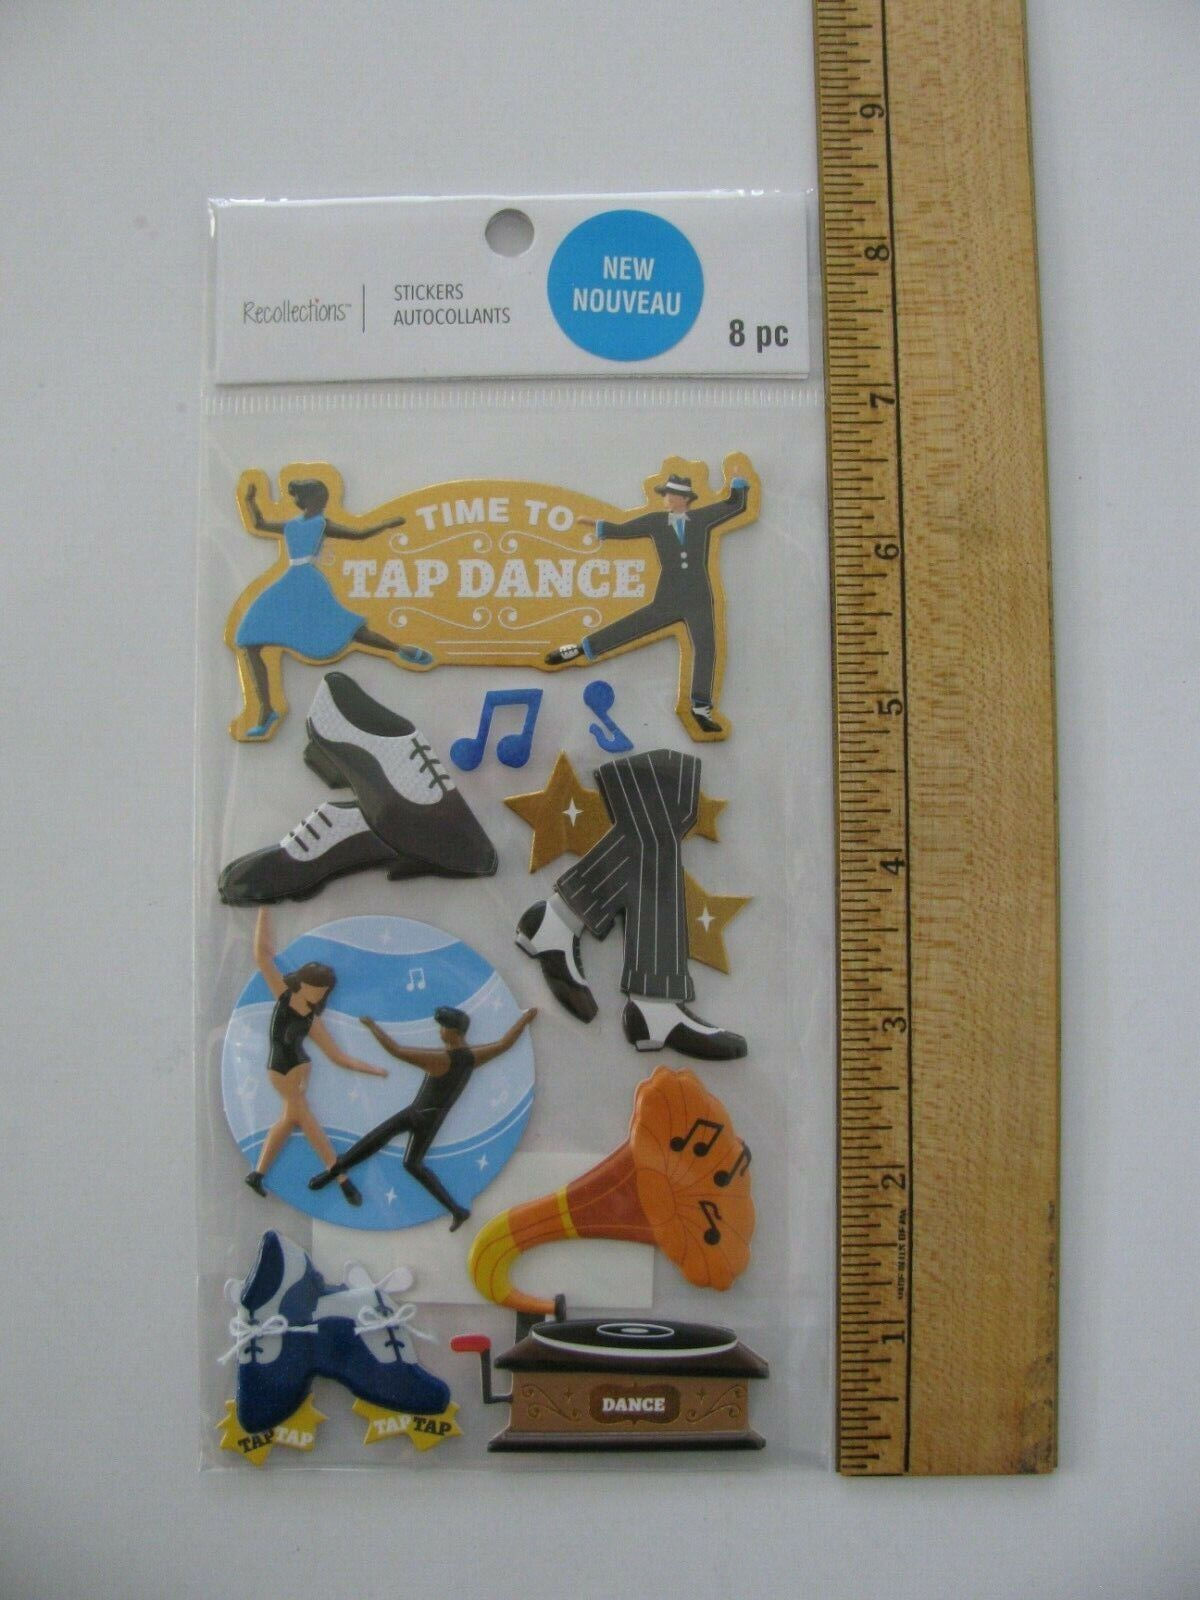 Recollections™
STICKERS
AUTOCOLLANTS
NEW
NOUVEAU
8 pc
TIME TO
TAP DANCE
TAP TAP
TAP TAP
DANCE
9
8
7
6
5
4
3
2
1